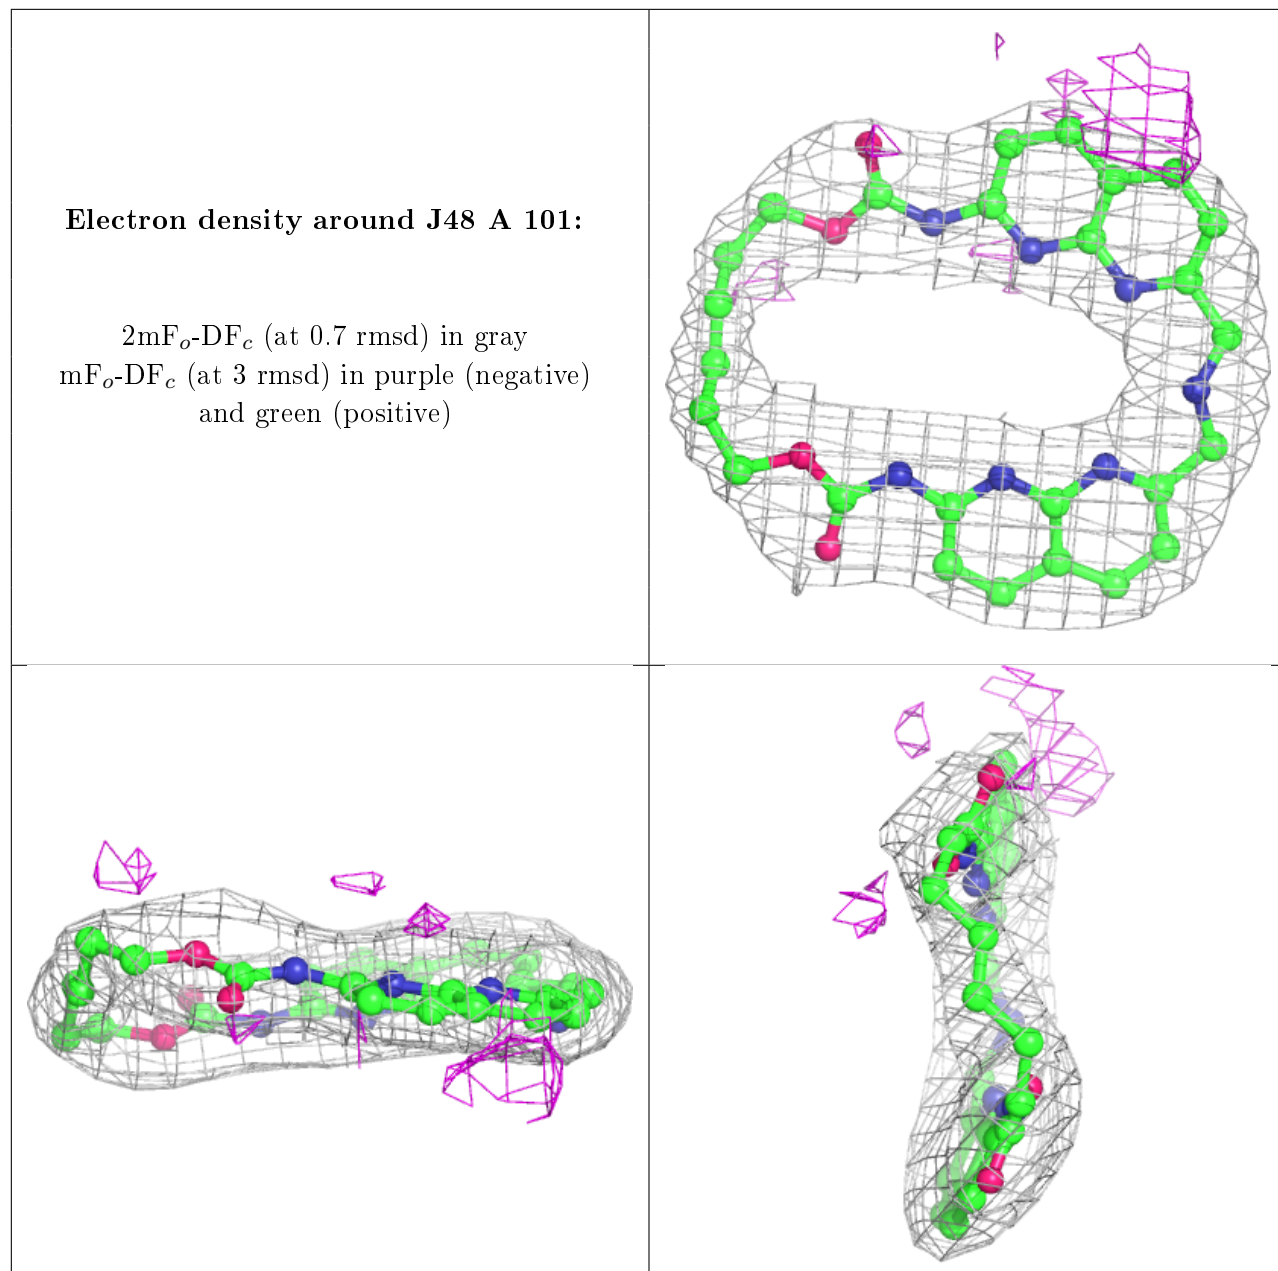 Electron density around J48 A 101:
2mFo-DFc (at 0.7 rmsd) in gray
mFo-DFc (at 3 rmsd) in purple (negative)
and green (positive)